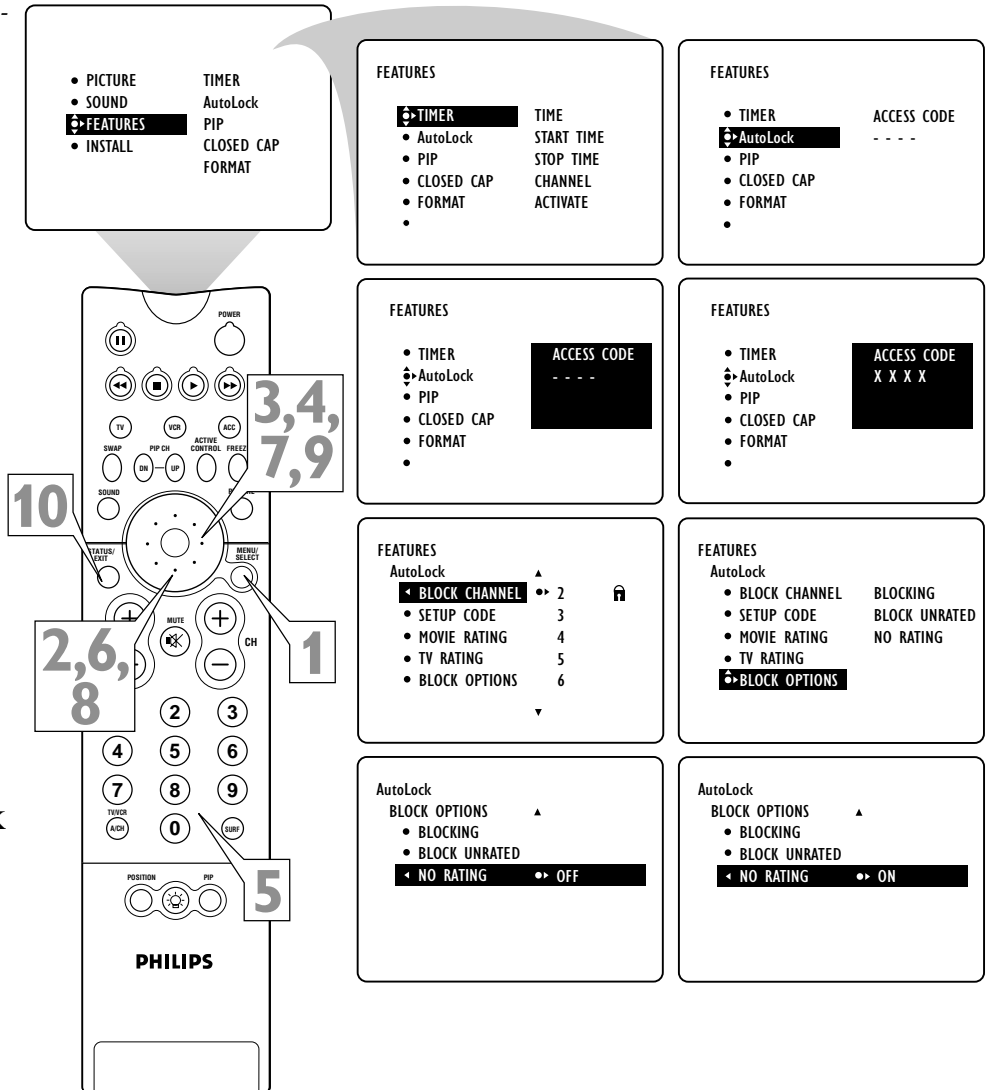 -
• PICTURE TIMER
• SOUND AutoLock
FEATURES PIP
• INSTALL CLOSED CAP
FORMAT
FEATURES
TIMER TIME
• AutoLock START TIME
• PIP STOP TIME
• CLOSED CAP CHANNEL
• FORMAT ACTIVATE
•
FEATURES
• TIMER ACCESS CODE
AutoLock - - - -
• PIP
• CLOSED CAP
• FORMAT
•
FEATURES
• TIMER ACCESS CODE
AutoLock - - - -
• PIP
• CLOSED CAP
• FORMAT
•
FEATURES
• TIMER ACCESS CODE
AutoLock X X X X
• PIP
• CLOSED CAP
• FORMAT
•
FEATURES
AutoLock
BLOCK CHANNEL 2
• SETUP CODE 3
• MOVIE RATING 4
• TV RATING 5
• BLOCK OPTIONS 6
FEATURES
AutoLock
• BLOCK CHANNEL BLOCKING
• SETUP CODE BLOCK UNRATED
• MOVIE RATING NO RATING
• TV RATING
BLOCK OPTIONS
AutoLock
BLOCK OPTIONS
• BLOCKING
• BLOCK UNRATED
NO RATING OFF
AutoLock
BLOCK OPTIONS
• BLOCKING
• BLOCK UNRATED
NO RATING ON
POWER
TV VCR ACC
SWAP PIP CH ACTIVE CONTROL FREEZ
DN UP
SOUND
3,4,
7,9
10
STATUS/
EXIT
MENU/
SELECT
MUTE
CH
2,6,
8
1
2 3
4 5 6
7 8 9
TV/VCR
A/CH 0 SURF
5
POSITION PIP
PHILIPS